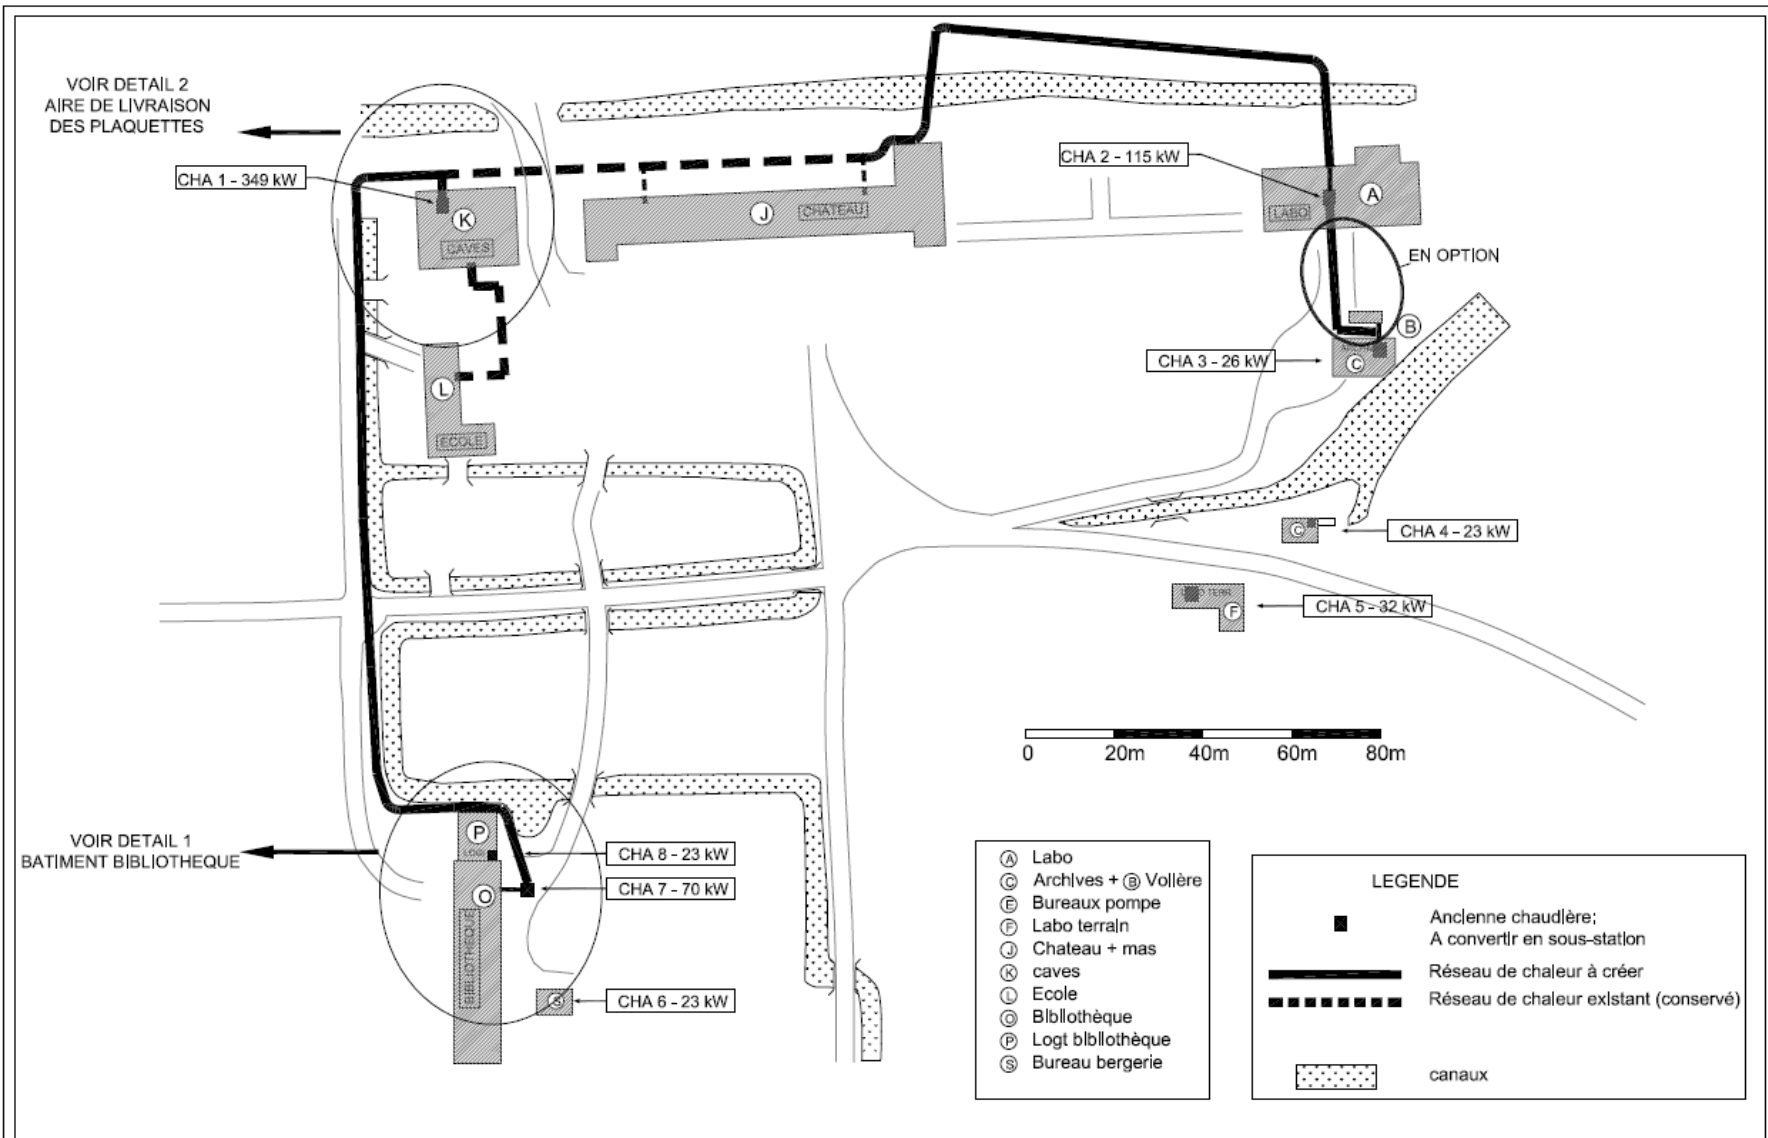 VOIR DETAIL 2
AIRE DE LIVRAISON
DES PLAQUETTES
CHA 1 - 349 kW
CHA 2 - 115 kW
K
CAVES
J
CHATEAU
LABO
A
EN OPTION
B
CHA 3 - 26 kW
C
L
ECOLE
C
CHA 4 - 23 kW
F
CHA 5 - 32 kW
0
20m
40m
60m
80m
VOIR DETAIL 1
BATIMENT BIBLIOTHEQUE
P
CHA 8 - 23 kW
CHA 7 - 70 kW
O
BIBLIOTHEQUE
S
CHA 6 - 23 kW
A Labo
C Archives + B Volière
E Bureaux pompe
F Labo terrain
J Chateau + mas
K caves
L Ecole
O Bibliothèque
P Logt bibliothèque
S Bureau bergerie
LEGENDE
Ancienne chaudière;
A convertir en sous-station
Réseau de chaleur à créer
Réseau de chaleur existant (conservé)
canaux